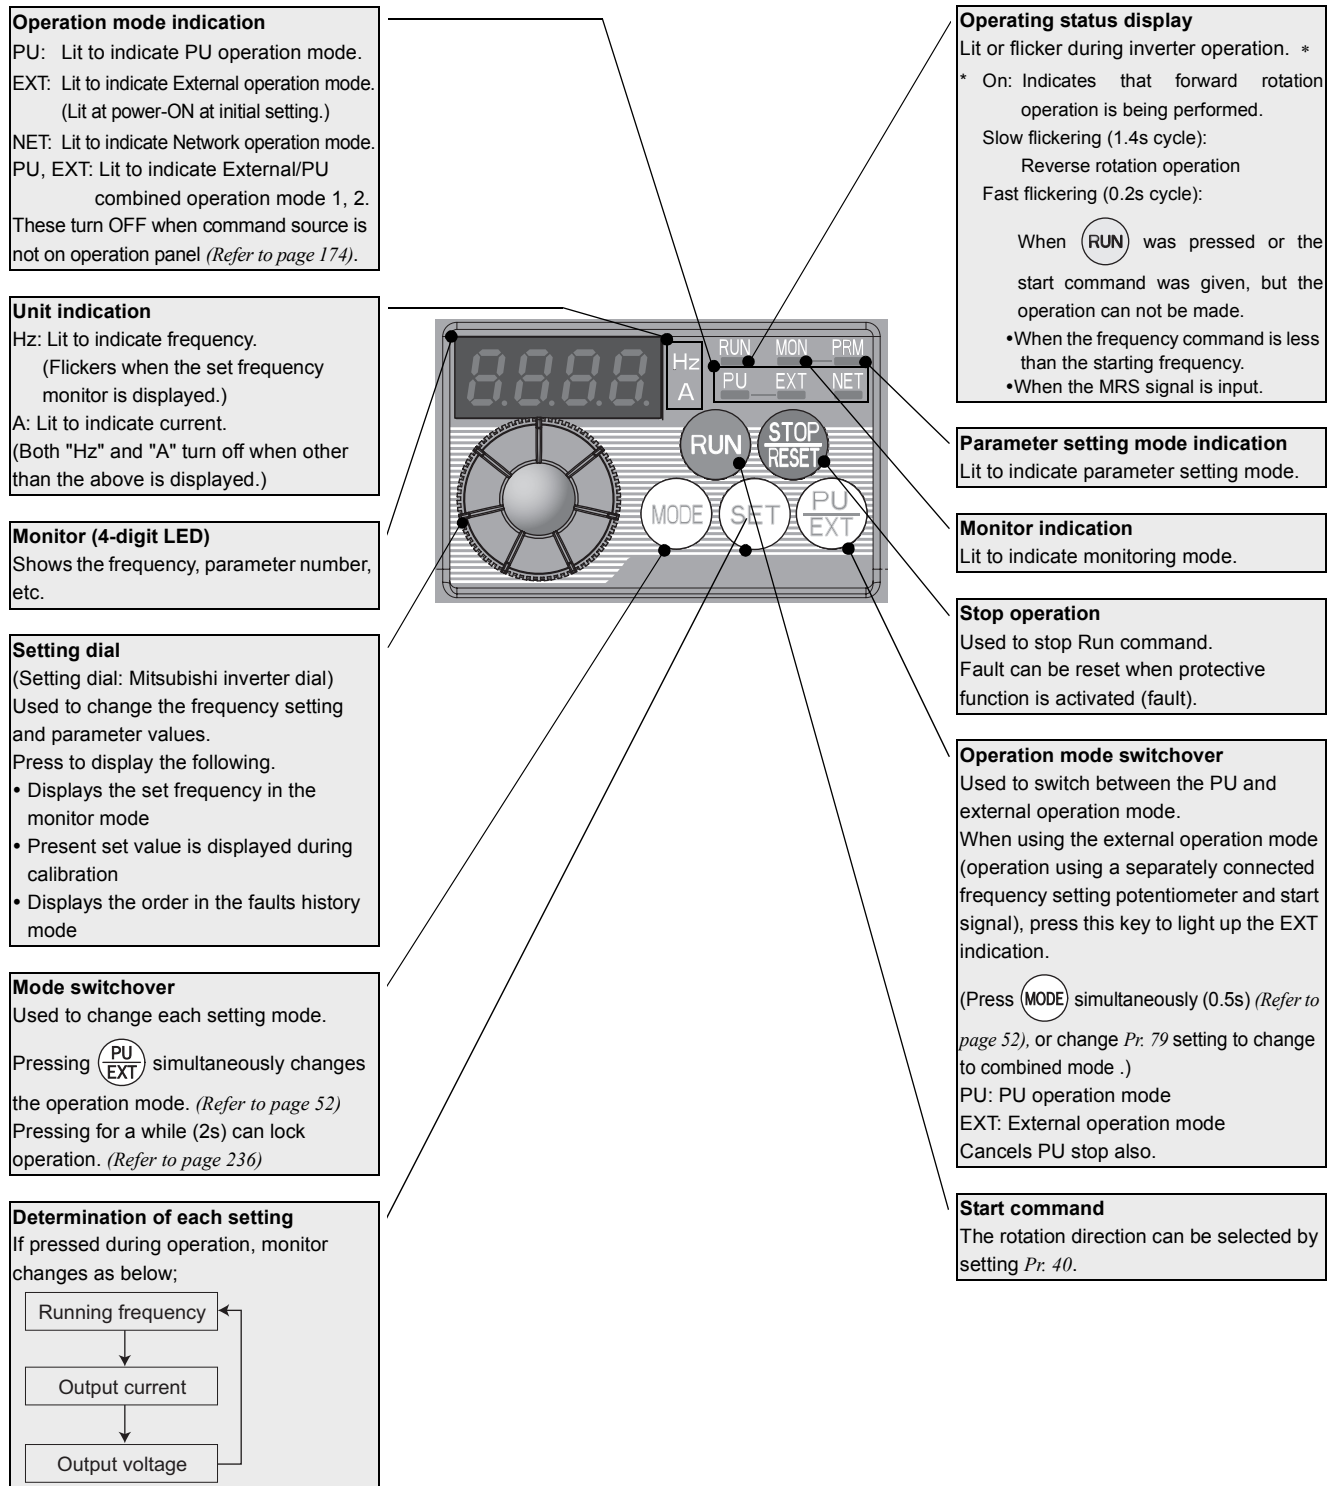 Operation mode indication
PU: Lit to indicate PU operation mode.
EXT: Lit to indicate External operation mode.
(Lit at power-ON at initial setting.)
NET: Lit to indicate Network operation mode.
PU, EXT: Lit to indicate External/PU
combined operation mode 1, 2.
These turn OFF when command source is
not on operation panel (Refer to page 174).
Unit indication
Hz: Lit to indicate frequency.
(Flickers when the set frequency
monitor is displayed.)
A: Lit to indicate current.
(Both "Hz" and "A" turn off when other
than the above is displayed.)
Monitor (4-digit LED)
Shows the frequency, parameter number,
etc.
Setting dial
(Setting dial: Mitsubishi inverter dial)
Used to change the frequency setting
and parameter values.
Press to display the following.
• Displays the set frequency in the
monitor mode
• Present set value is displayed during
calibration
• Displays the order in the faults history
mode
Mode switchover
Used to change each setting mode.
Pressing PU/EXT simultaneously changes
the operation mode. (Refer to page 52)
Pressing for a while (2s) can lock
operation. (Refer to page 236)
Determination of each setting
If pressed during operation, monitor
changes as below;
Running frequency
Output current
Output voltage
8.8.8.8.
Hz
A
RUN MON PRM
PU EXT NET
RUN
STOP
RESET
MODE
SET
PU
EXT
Operating status display
Lit or flicker during inverter operation. *
* On: Indicates that forward rotation
operation is being performed.
Slow flickering (1.4s cycle):
Reverse rotation operation
Fast flickering (0.2s cycle):
When RUN was pressed or the
start command was given, but the
operation can not be made.
•When the frequency command is less
than the starting frequency.
•When the MRS signal is input.
Parameter setting mode indication
Lit to indicate parameter setting mode.
Monitor indication
Lit to indicate monitoring mode.
Stop operation
Used to stop Run command.
Fault can be reset when protective
function is activated (fault).
Operation mode switchover
Used to switch between the PU and
external operation mode.
When using the external operation mode
(operation using a separately connected
frequency setting potentiometer and start
signal), press this key to light up the EXT
indication.
(Press MODE simultaneously (0.5s) (Refer to
page 52), or change Pr. 79 setting to change
to combined mode .)
PU: PU operation mode
EXT: External operation mode
Cancels PU stop also.
Start command
The rotation direction can be selected by
setting Pr. 40.